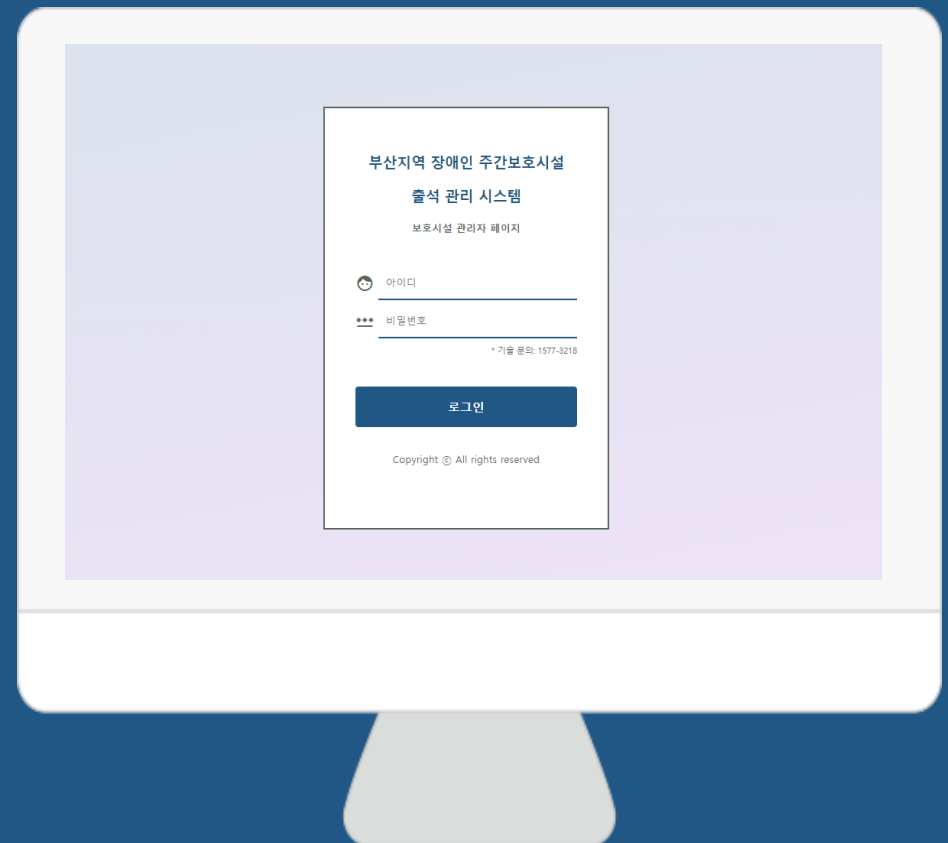 부산지역 장애인 주간보호시설
출석 관리 시스템
보호시설 관리자 페이지
아이디
비밀번호
* 기술 문의: 1577-3218
로그인
Copyright ⓒ All rights reserved